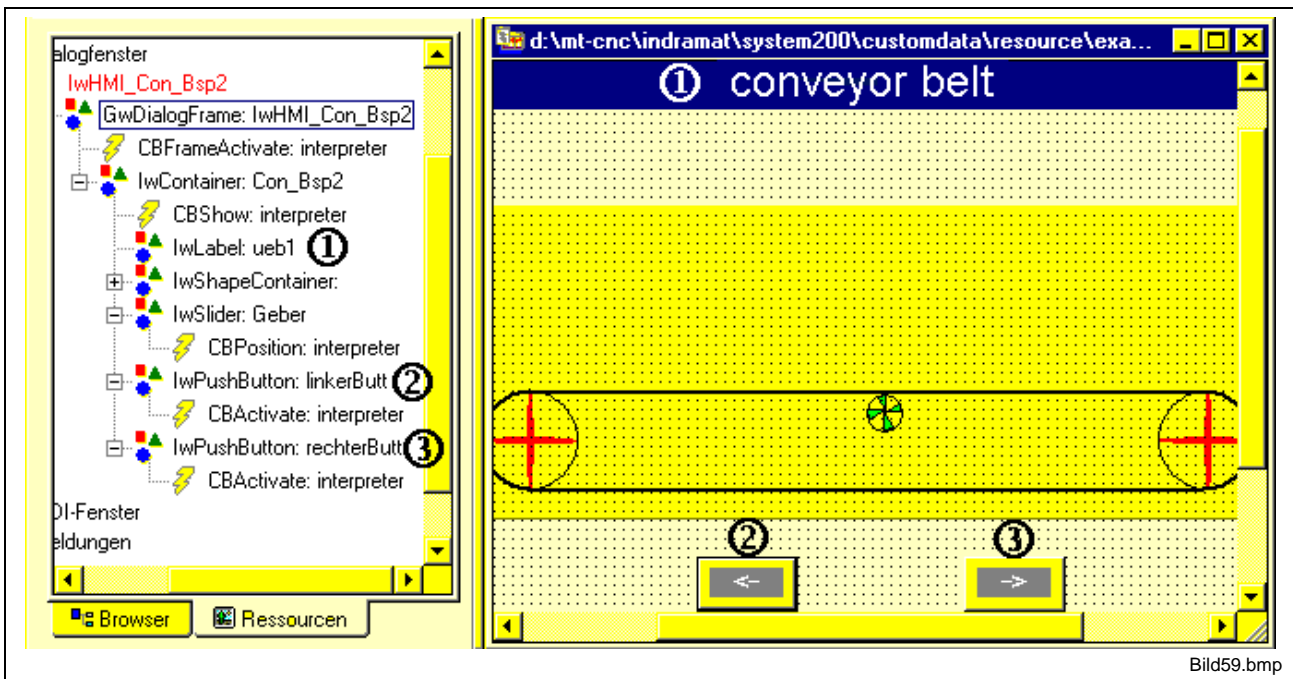 alogfenster
IwHMI_Con_Bsp2
GwDialogFrame: IwHMI_Con_Bsp2
CBFrameActivate: interpreter
IwContainer: Con_Bsp2
CBShow: interpreter
IwLabel: ueb1 ①
IwShapeContainer:
IwSlider: Geber
CBPosition: interpreter
IwPushButton: linkerButt ②
CBActivate: interpreter
IwPushButton: rechterButt ③
CBActivate: interpreter
DI-Fenster
eldungen
Browser
Ressourcen
d:\mt-cnc\indramat\system200\customdata\resource\exa...
① conveyor belt
② ③
<- ->
Bild59.bmp